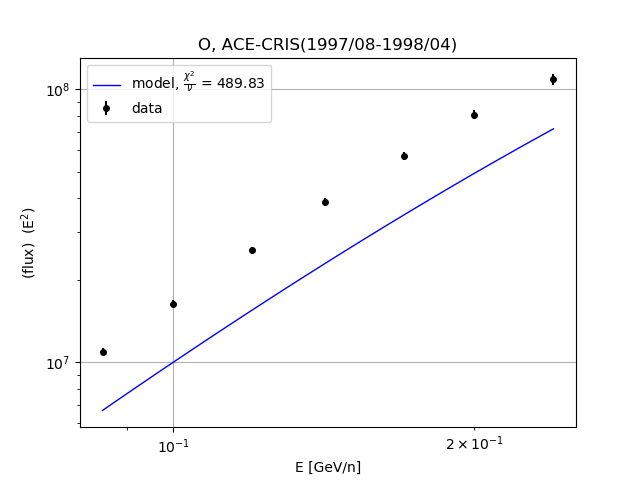 O, ACE-CRIS(1997/08-1998/04)
model, χ²/ν = 489.83
data
10⁸
10⁷
(flux) (E²)
10⁻¹
2 × 10⁻¹
E [GeV/n]